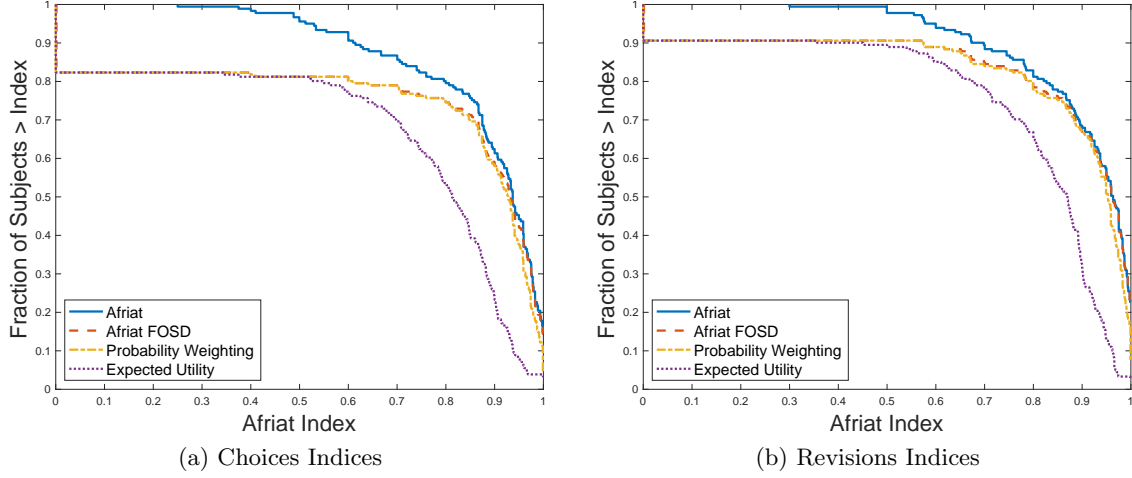 1
0.9
0.8
0.7
0.6
0.5
0.4
0.3
0.2
0.1
0
Fraction of Subjects > Index
Afriat
Afriat FOSD
Probability Weighting
Expected Utility
0 0.1 0.2 0.3 0.4 0.5 0.6 0.7 0.8 0.9 1
Afriat Index
(a) Choices Indices
1
0.9
0.8
0.7
0.6
0.5
0.4
0.3
0.2
0.1
0
Fraction of Subjects > Index
Afriat
Afriat FOSD
Probability Weighting
Expected Utility
0 0.1 0.2 0.3 0.4 0.5 0.6 0.7 0.8 0.9 1
Afriat Index
(b) Revisions Indices